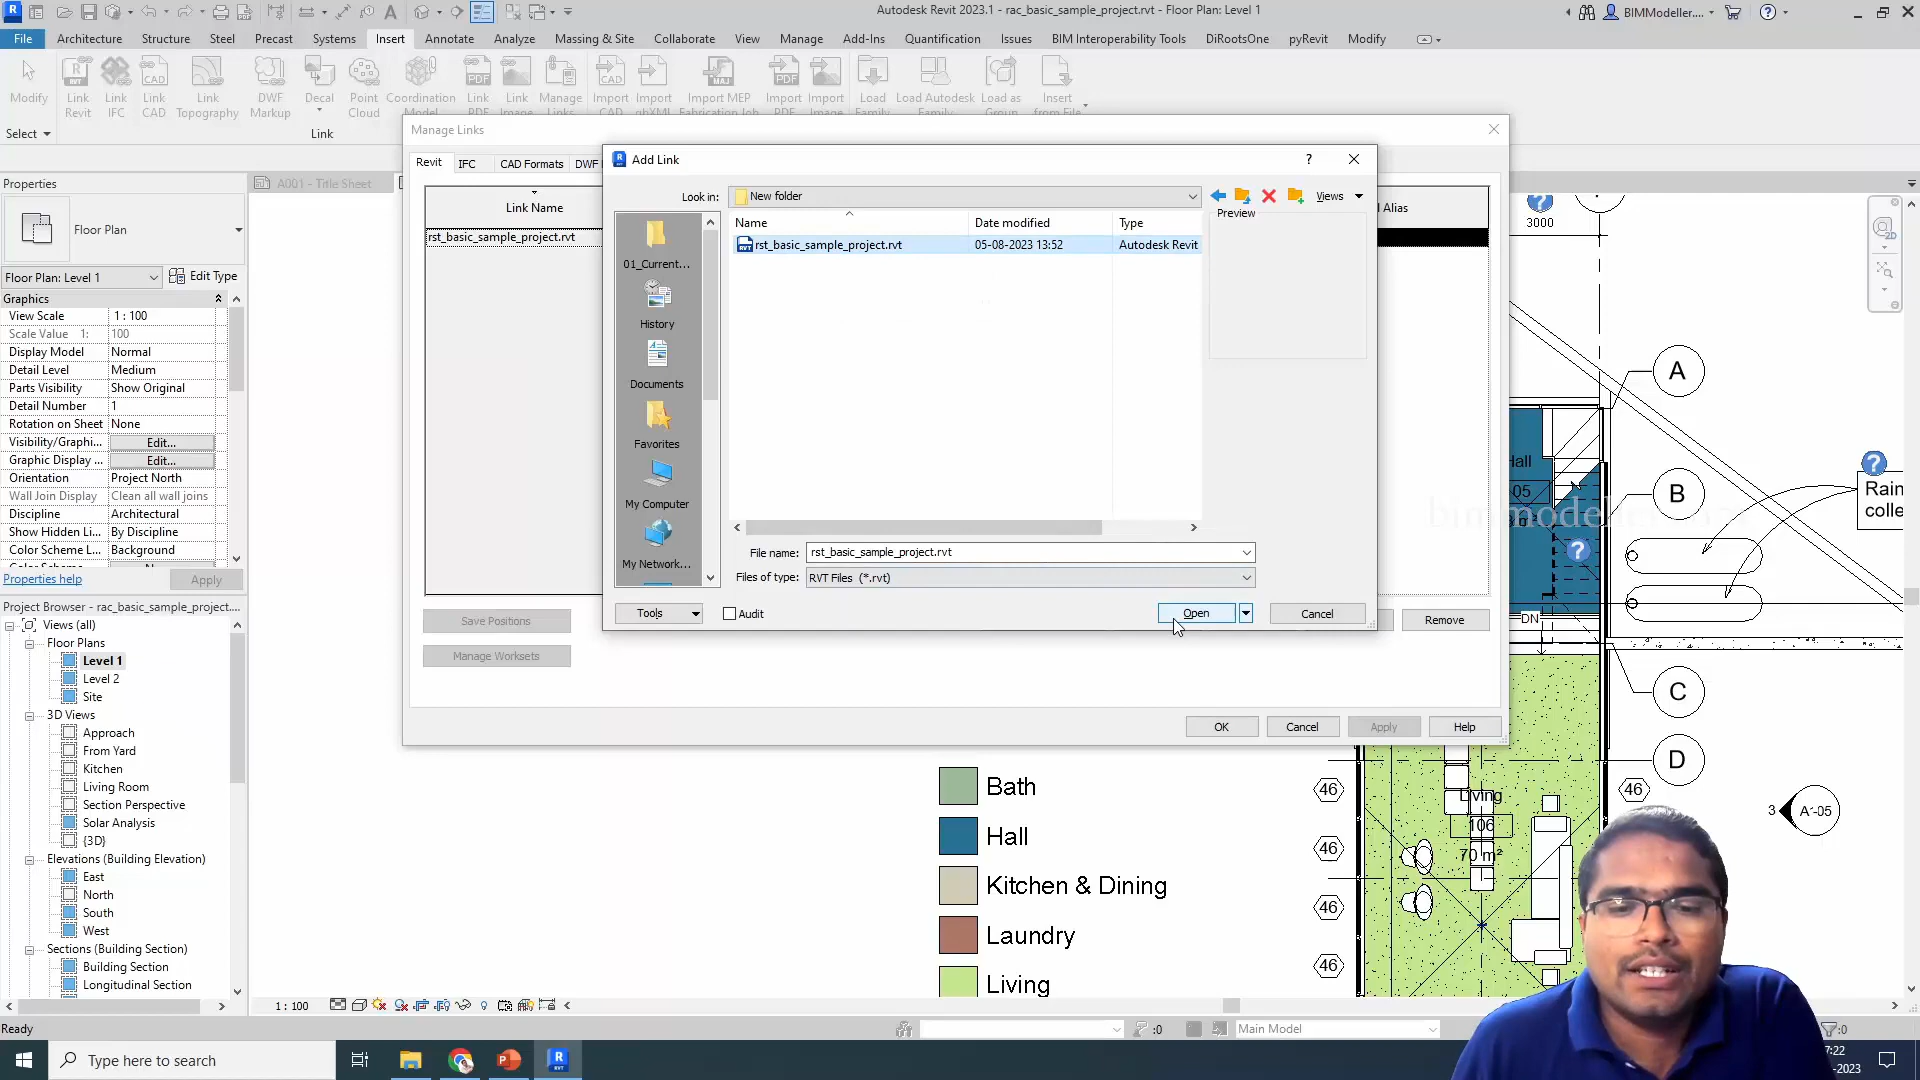 Autodesk Revit 2023.1 - rac_basic_sample_project.rvt - Floor Plan: Level 1
BIMModeller....
File Architecture Structure Steel Precast Systems Insert Annotate Analyze Massing & Site Collaborate View Manage Add-Ins Quantification Issues BIM Interoperability Tools DiRootsOne pyRevit Modify
Modify
Link Revit
Link IFC
Link CAD
Link Topography
DWF Markup
Decal
Point Cloud
Coordination Model
Link PDF
Link Image
Manage Links
Import CAD
Import gbXML
Import MEP Fabrication Job
Import PDF
Import Image
Load Family
Load Autodesk Family
Load as Group
Insert from File
Select
Link
Manage Links
Revit IFC CAD Formats DWF
Link Name
rst_basic_sample_project.rvt
Alias
Save Positions
Manage Worksets
Remove
OK Cancel Apply Help
Add Link
Look in: New folder
Views
Name Date modified Type
rst_basic_sample_project.rvt 05-08-2023 13:52 Autodesk Revit
Preview
01_Current...
History
Documents
Favorites
My Computer
My Network...
File name: rst_basic_sample_project.rvt
Files of type: RVT Files (*.rvt)
Tools Audit Open Cancel
Properties
Floor Plan
Floor Plan: Level 1 Edit Type
Graphics
View Scale 1 : 100
Scale Value 1: 100
Display Model Normal
Detail Level Medium
Parts Visibility Show Original
Detail Number 1
Rotation on Sheet None
Visibility/Graphi... Edit...
Graphic Display ... Edit...
Orientation Project North
Wall Join Display Clean all wall joins
Discipline Architectural
Show Hidden Li... By Discipline
Color Scheme L... Background
Properties help Apply
Project Browser - rac_basic_sample_project....
Views (all)
Floor Plans
Level 1
Level 2
Site
3D Views
Approach
From Yard
Kitchen
Living Room
Section Perspective
Solar Analysis
{3D}
Elevations (Building Elevation)
East
North
South
West
Sections (Building Section)
Building Section
Longitudinal Section
A001 - Title Sheet
3000
A
B
C
D
DN
Rain
colle
46
46
46
46
46
Living
106
70 m²
3
Bath
Hall
Kitchen & Dining
Laundry
Living
1 : 100
Ready
:0
Main Model
:0
Type here to search